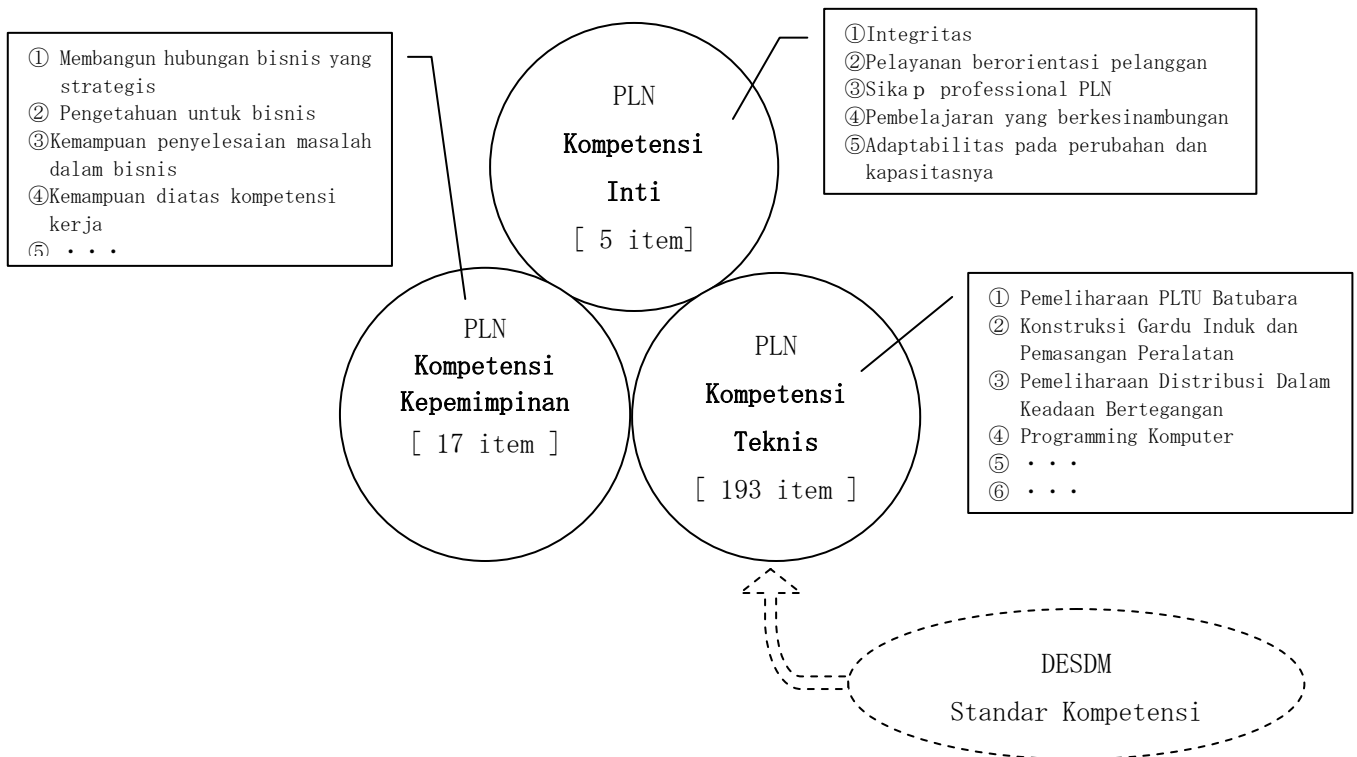 ① Membangun hubungan bisnis yang
strategis
② Pengetahuan untuk bisnis
③Kemampuan penyelesaian masalah
dalam bisnis
④Kemampuan diatas kompetensi
kerja
⑤ ・・・
PLN
Kompetensi
Inti
[ 5 item]
①Integritas
②Pelayanan berorientasi pelanggan
③Sikap professional PLN
④Pembelajaran yang berkesinambungan
⑤Adaptabilitas pada perubahan dan
kapasitasnya
PLN
Kompetensi
Kepemimpinan
[ 17 item ]
PLN
Kompetensi
Teknis
[ 193 item ]
① Pemeliharaan PLTU Batubara
② Konstruksi Gardu Induk dan
Pemasangan Peralatan
③ Pemeliharaan Distribusi Dalam
Keadaan Bertegangan
④ Programming Komputer
⑤ ・・・
⑥ ・・・
DESDM
Standar Kompetensi